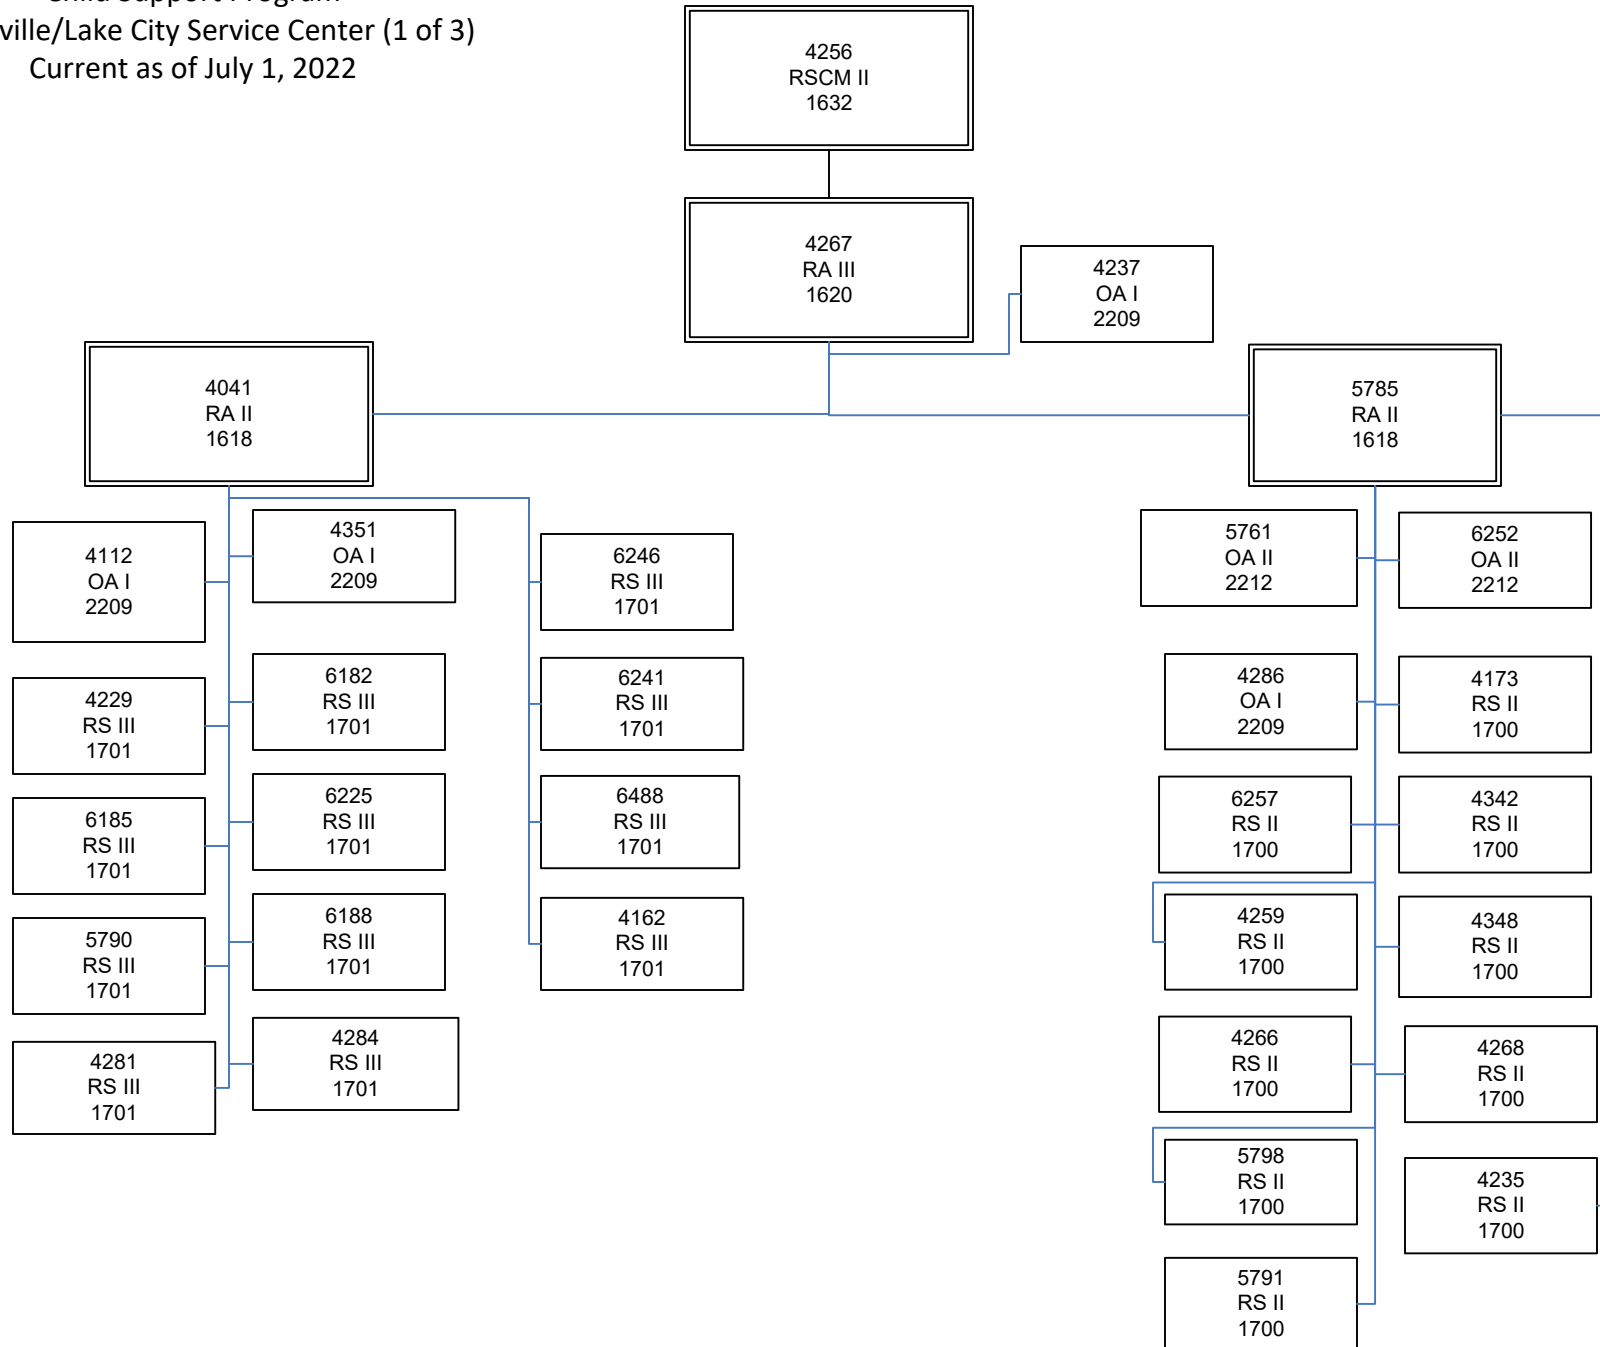 ville/Lake City Service Center (1 of 3)
Current as of July 1, 2022
4256
RSCM II
1632
4267
RA III
1620
4237
OA I
2209
4041
RA II
1618
5785
RA II
1618
4112
OA I
2209
4351
OA I
2209
6246
RS III
1701
4229
RS III
1701
6182
RS III
1701
6241
RS III
1701
6185
RS III
1701
6225
RS III
1701
6488
RS III
1701
5790
RS III
1701
6188
RS III
1701
4162
RS III
1701
4281
RS III
1701
4284
RS III
1701
5761
OA II
2212
6252
OA II
2212
4286
OA I
2209
4173
RS II
1700
6257
RS II
1700
4342
RS II
1700
4259
RS II
1700
4348
RS II
1700
4266
RS II
1700
4268
RS II
1700
5798
RS II
1700
4235
RS II
1700
5791
RS II
1700